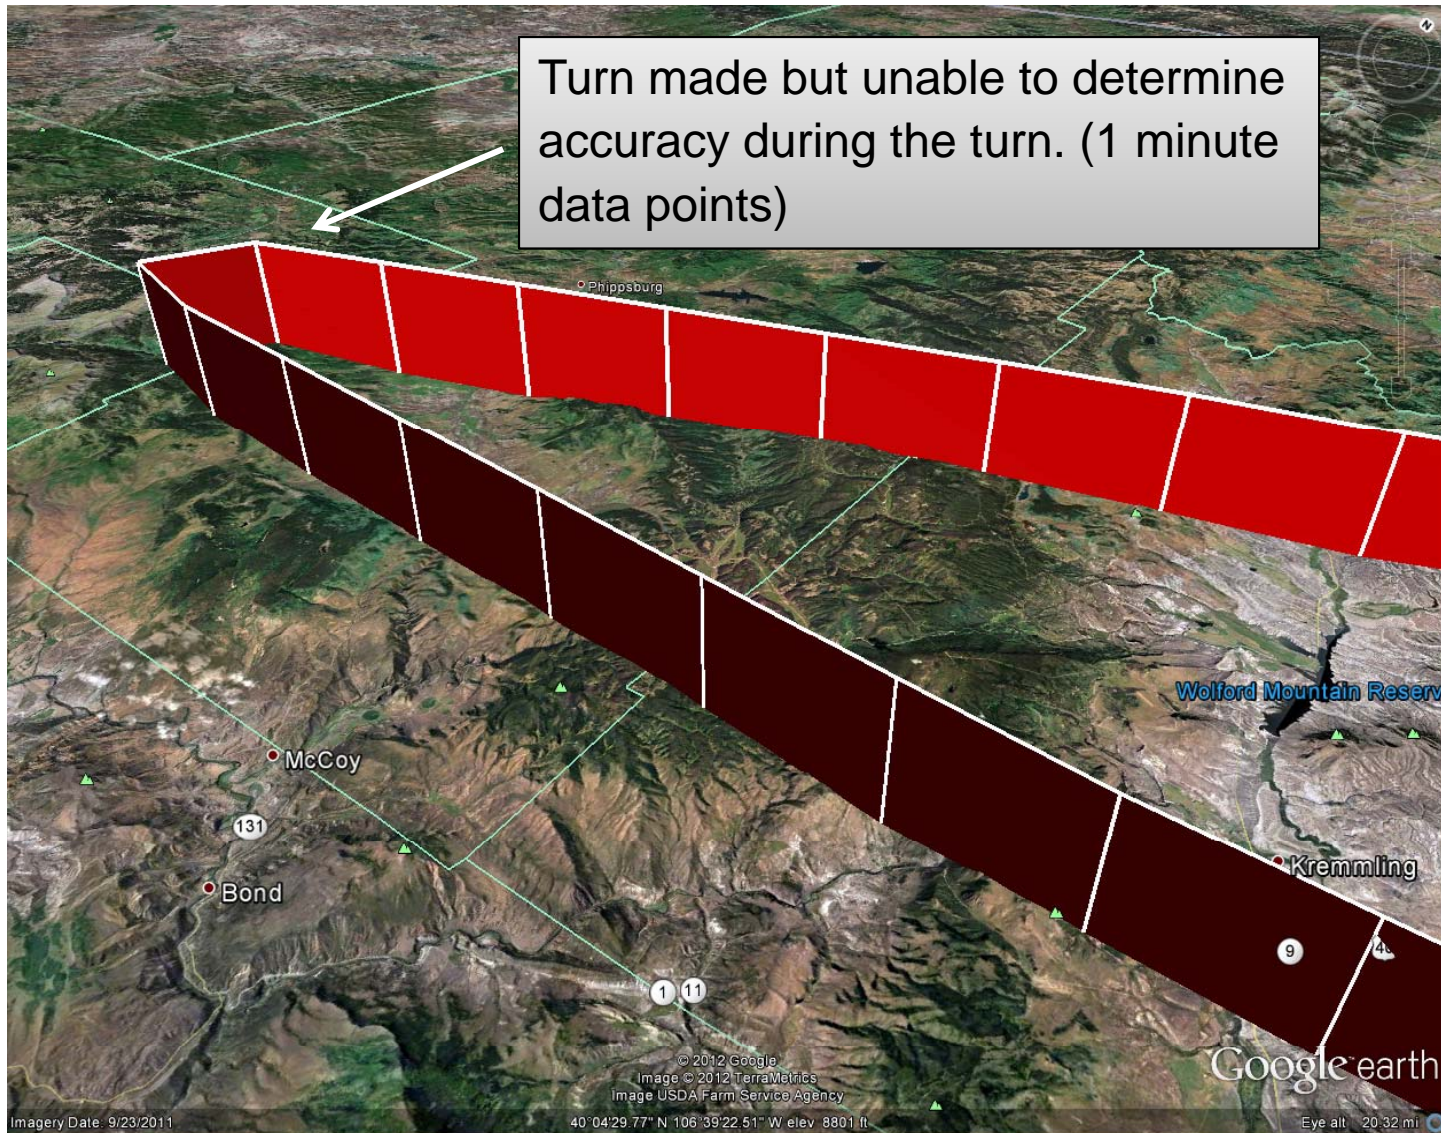 Turn made but unable to determine
accuracy during the turn. (1 minute
data points)
N
Phippsburg
Wolford Mountain Reserv
McCoy
131
Bond
Kremmling
9
40
1
11
© 2012 Google
Image © 2012 TerraMetrics
Image USDA Farm Service Agency
Google earth
Imagery Date: 9/23/2011
40°04'29.77" N 106°39'22.51" W elev 8801 ft
Eye alt 20.32 mi